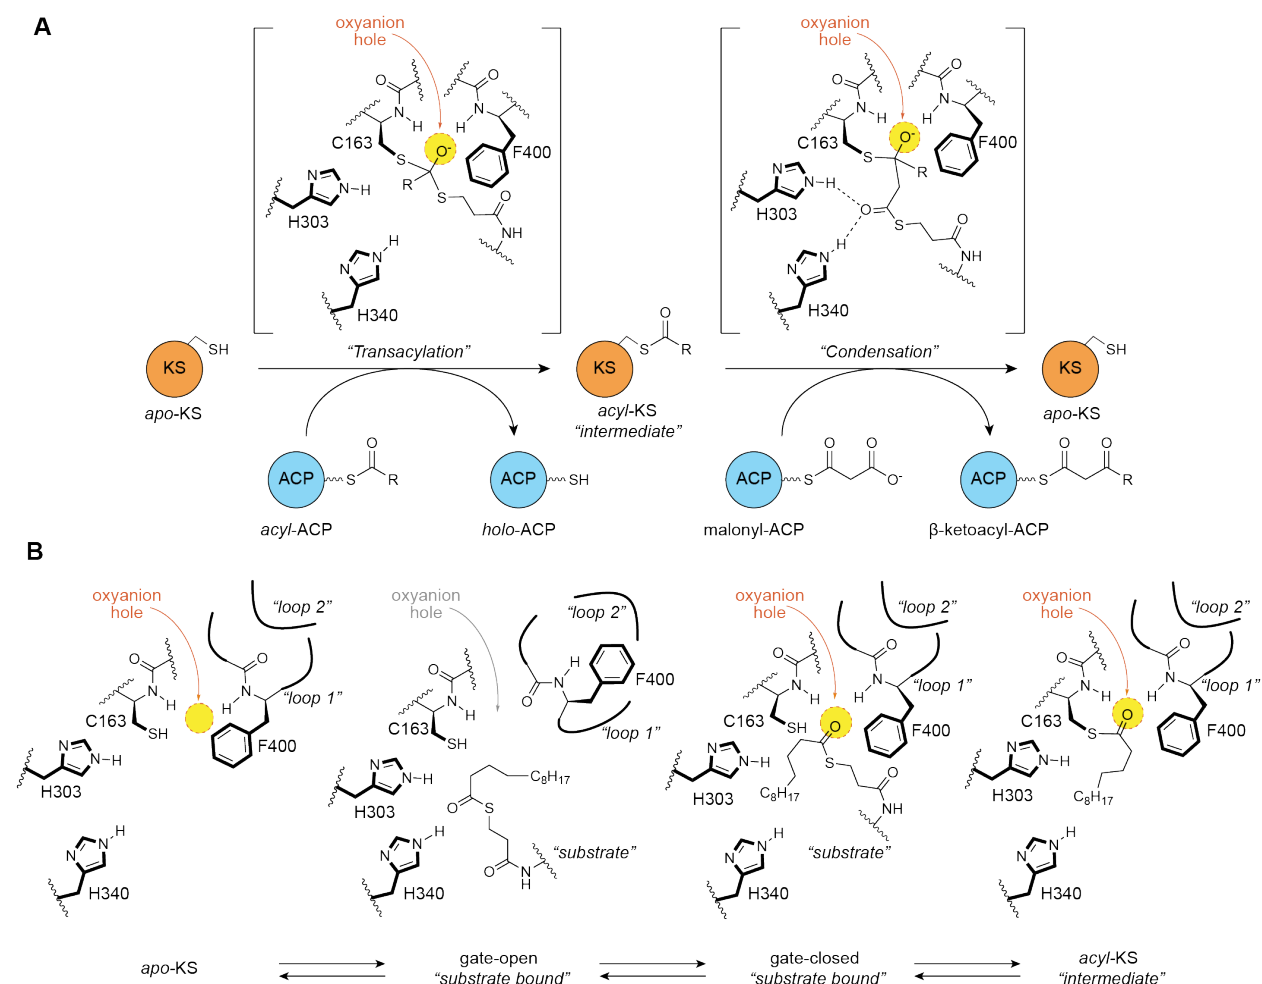 A
oxyanion
hole
O
N
H
O
N
H
C163
S
O-
F400
R
S
O
NH
N
N
H
H303
H
N
N
H340
oxyanion
hole
O
N
H
O
N
H
C163
S
O-
F400
R
N
N
H
H303
O
S
O
NH
H
N
N
H340
SH
KS
apo-KS
“Transacylation”
O
S
R
KS
acyl-KS
“intermediate”
“Condensation”
SH
KS
apo-KS
ACP
S
O
R
acyl-ACP
ACP
SH
holo-ACP
ACP
S
O
O
O-
malonyl-ACP
ACP
S
O
O
R
β-ketoacyl-ACP
B
oxyanion
hole
“loop 2”
O
N
H
O
N
H
“loop 1”
C163
SH
F400
N
N
H
H303
H
N
N
H340
oxyanion
hole
“loop 2”
O
N
H
H
N
O
F400
“loop 1”
C163
SH
N
N
H
H303
C8H17
O
S
H
N
N
H340
O
N
H
“substrate”
oxyanion
hole
“loop 2”
O
N
H
O
N
H
“loop 1”
C163
SH
O
F400
N
N
H
H303
S
C8H17
O
NH
H
N
N
H340
“substrate”
oxyanion
hole
“loop 2”
O
N
H
O
N
H
“loop 1”
C163
S
O
F400
N
N
H
H303
C8H17
H
N
N
H340
apo-KS
gate-open
“substrate bound”
gate-closed
“substrate bound”
acyl-KS
“intermediate”